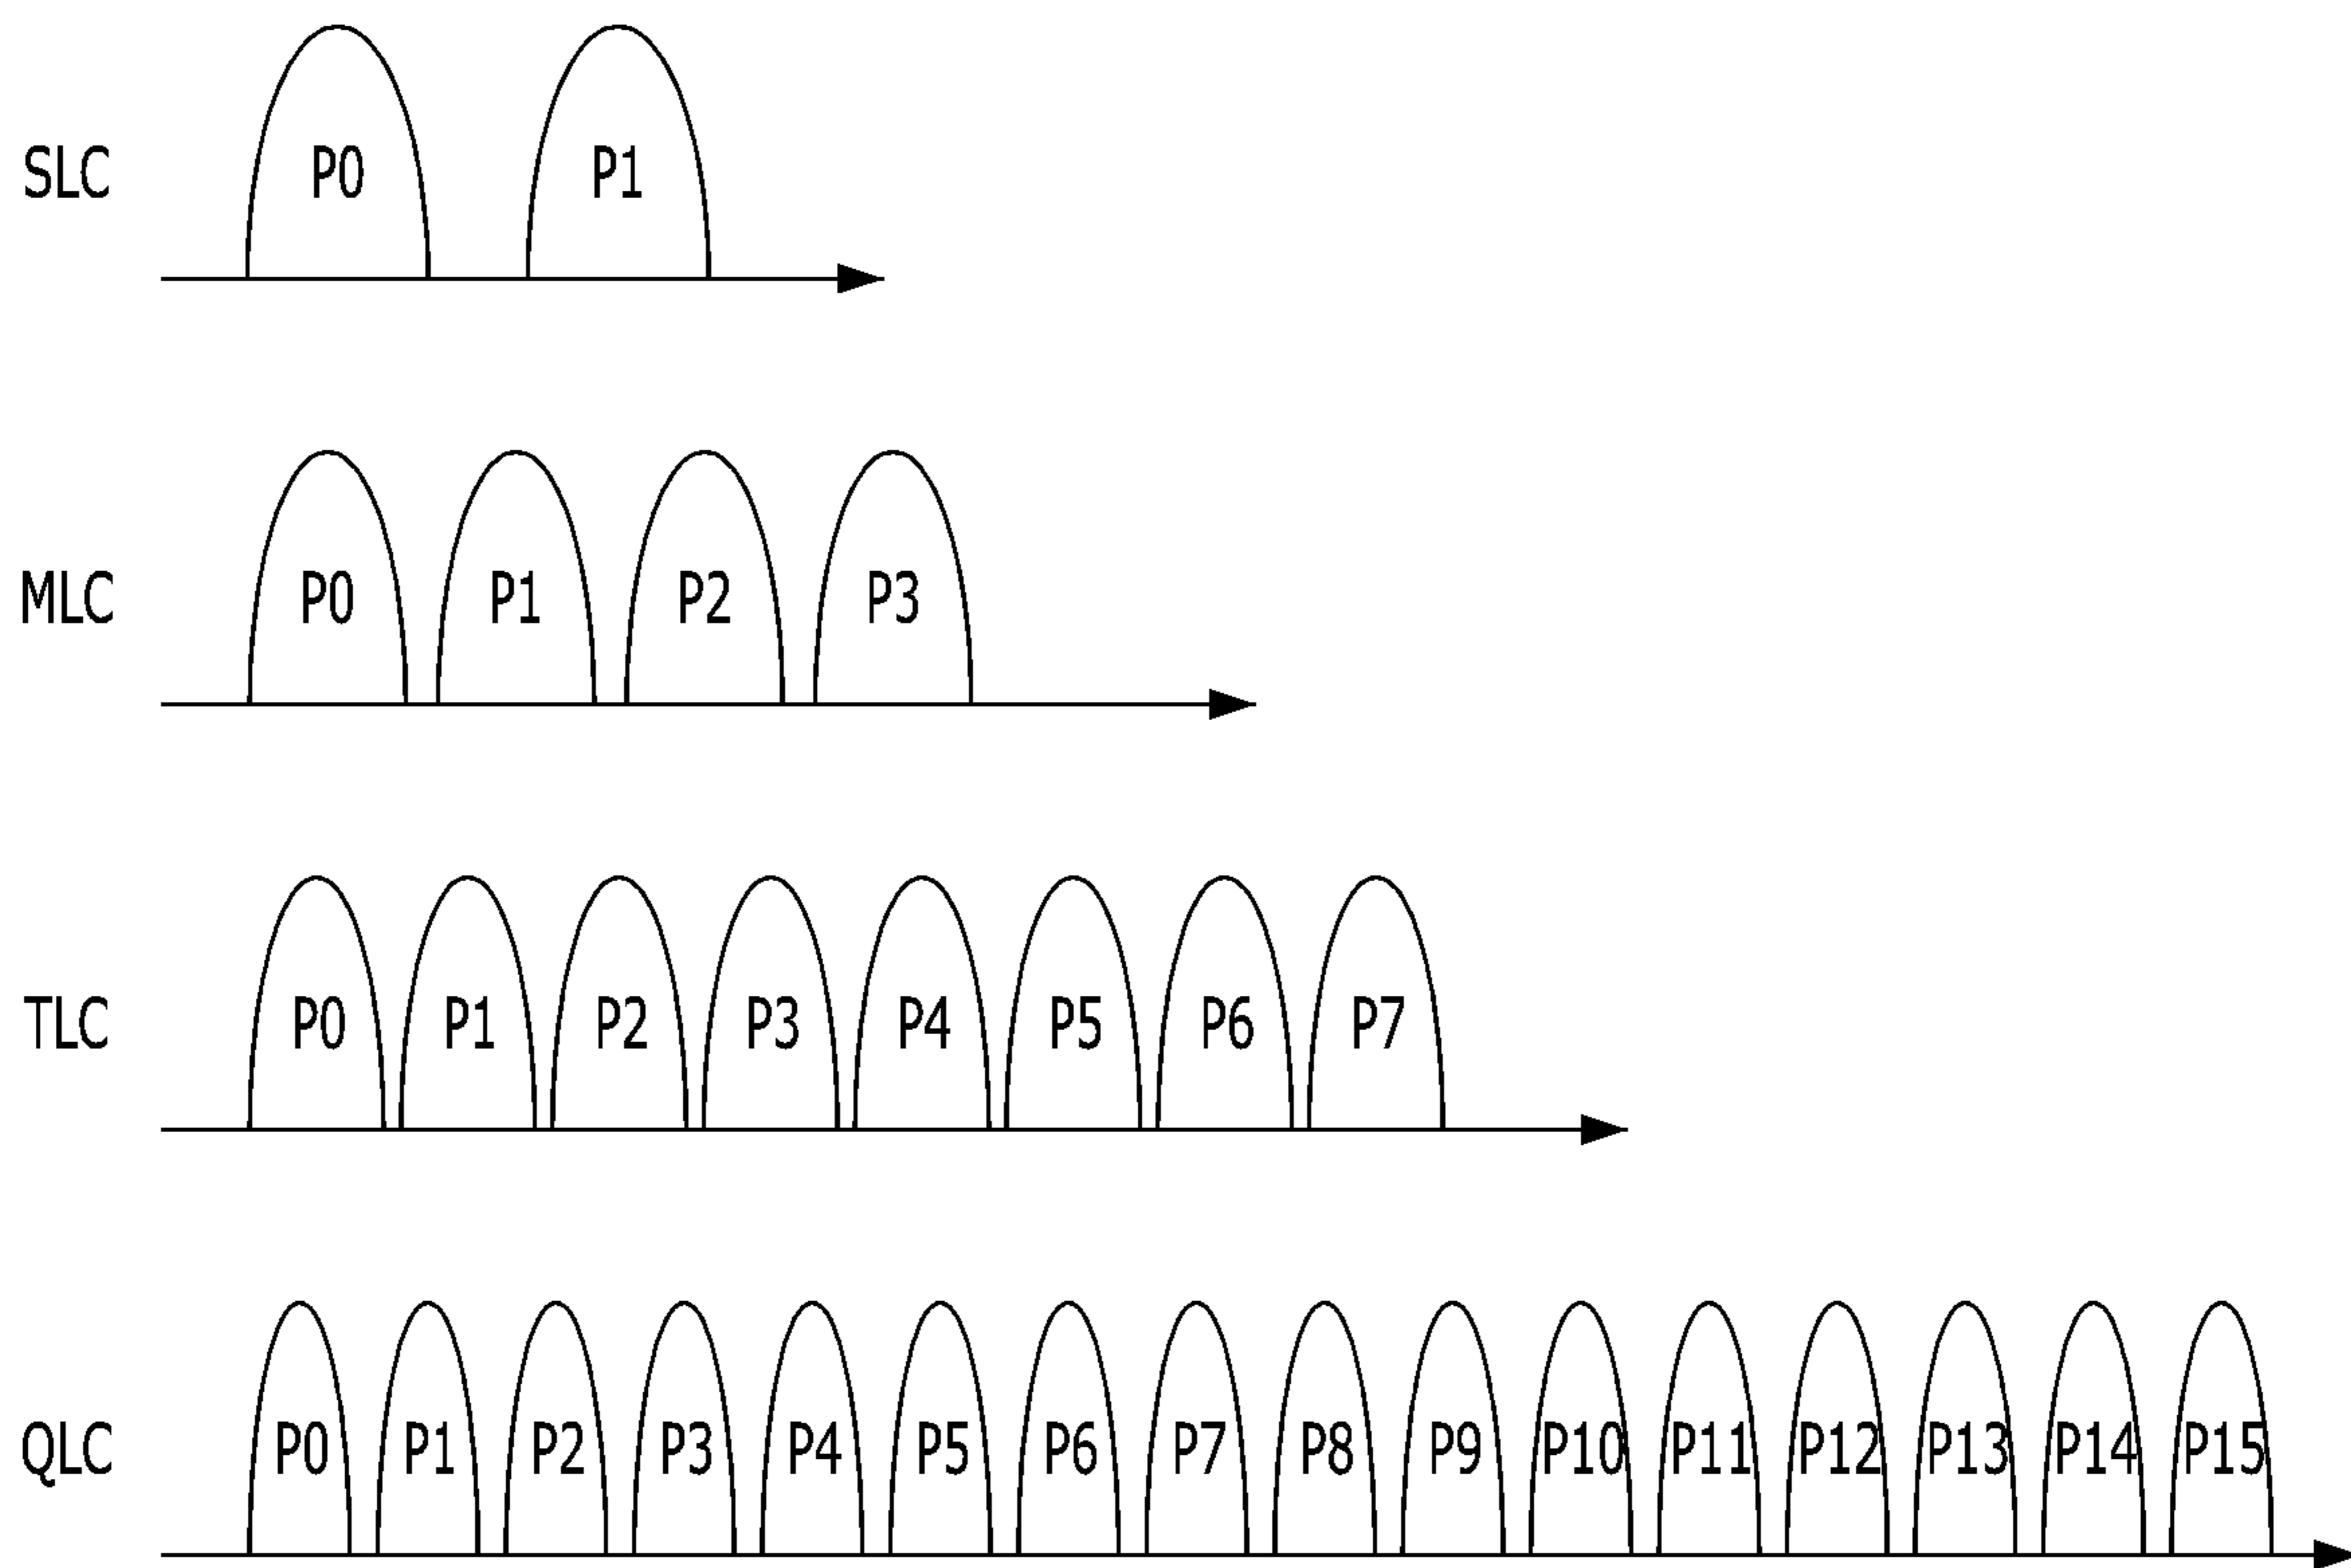 SLC P0 P1
MLC P0 P1 P2 P3
TLC P0 P1 P2 P3 P4 P5 P6 P7
QLC P0 P1 P2 P3 P4 P5 P6 P7 P8 P9 P10 P11 P12 P13 P14 P15